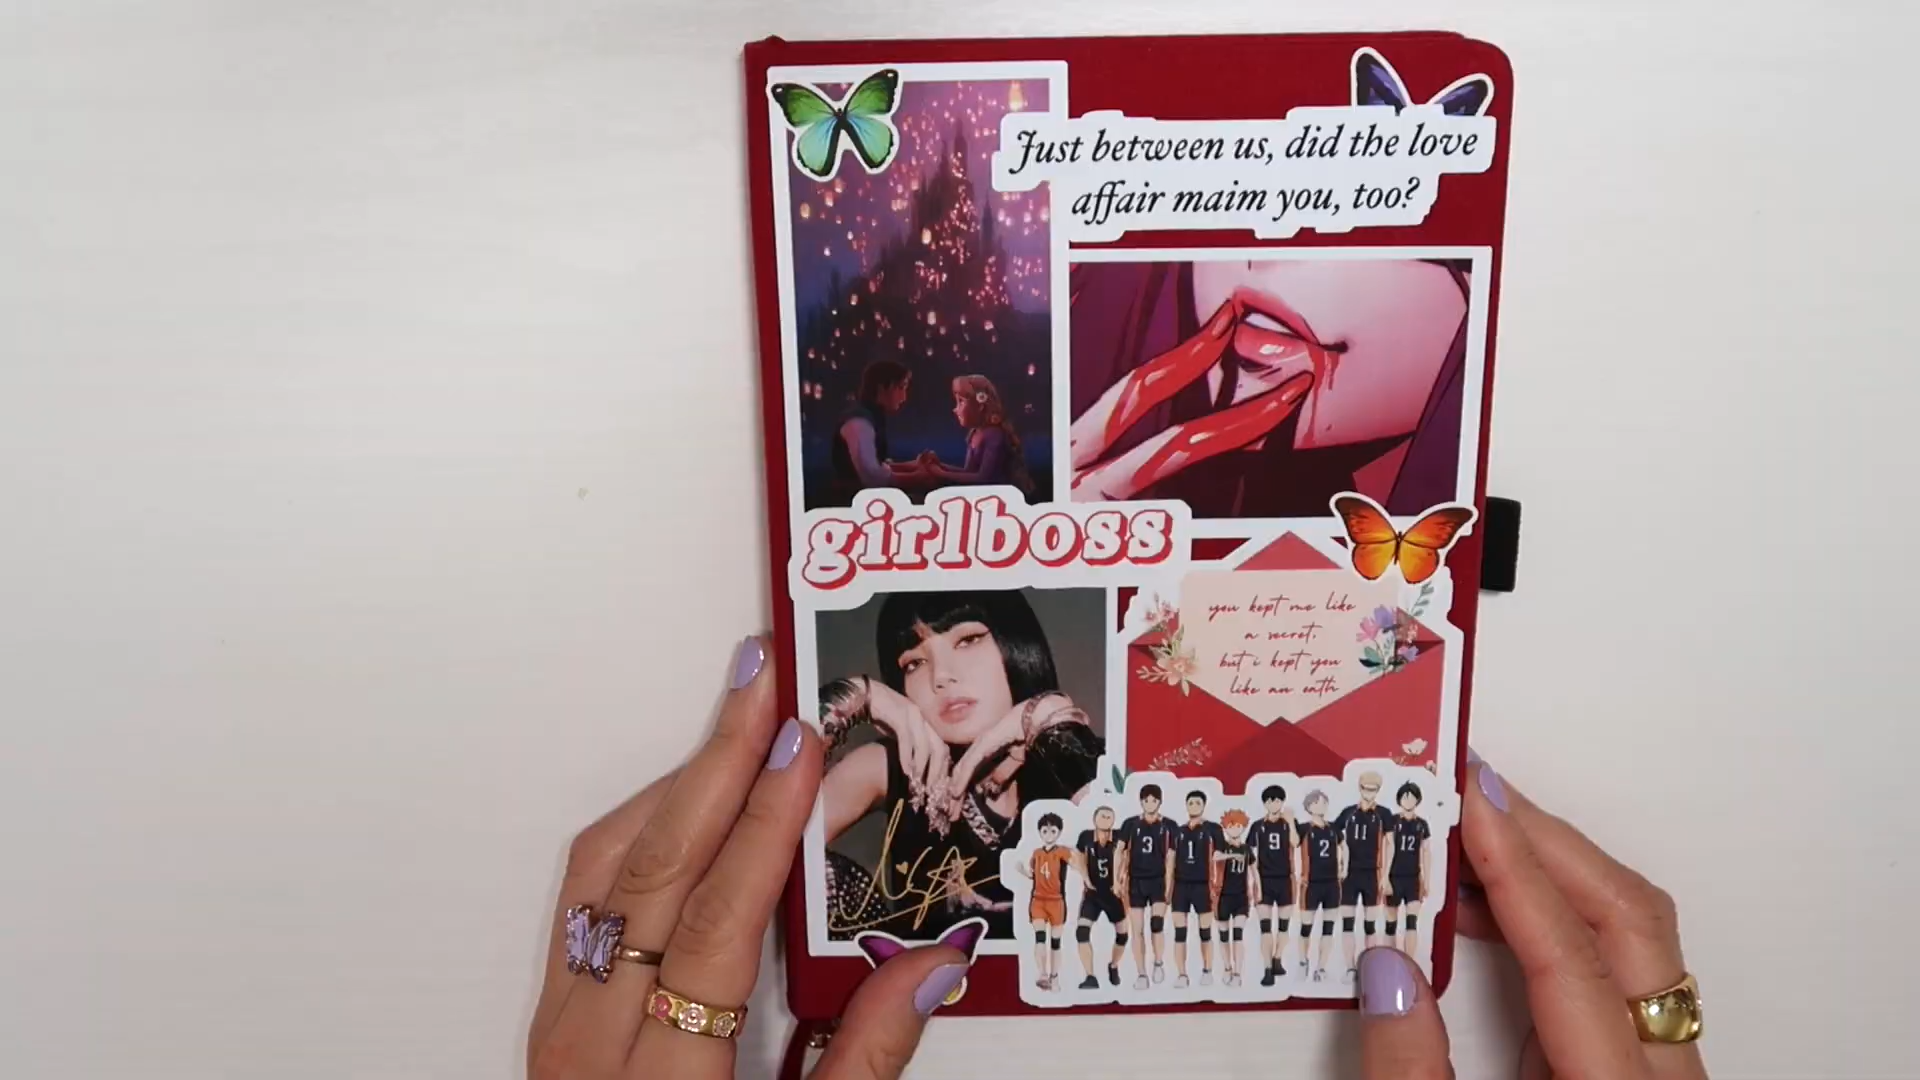 Just between us, did the love
affair maim you, too?
girlboss
you kept me like
a secret,
but i kept you
like an oath
Lisa
4 5 3 1 10 9 2 11 12